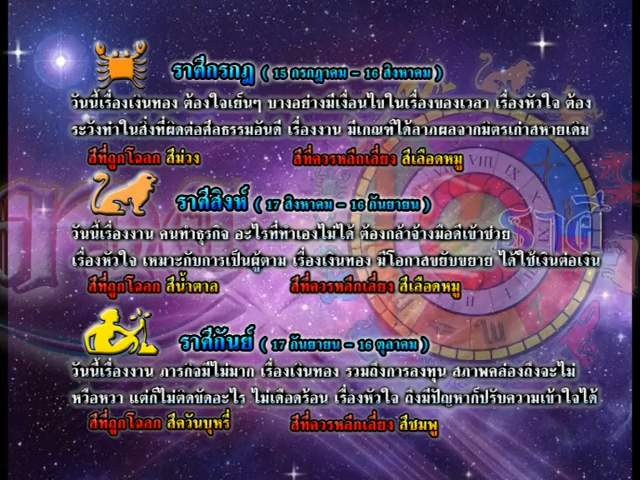 ราศีกรกฎ ( 15 กรกฎาคม - 16 สิงหาคม )
วันนี้เรื่องเงินทอง ต้องใจเย็นๆ บางอย่างมีเงื่อนไขในเรื่องของเวลา เรื่องหัวใจ ต้อง
ระวังทำในสิ่งที่ผิดต่อศีลธรรมอันดี เรื่องงาน มีเกณฑ์ได้ลาภผลจากมิตรเก่าสหายเดิม
สีที่ถูกโฉลก สีม่วง สีที่ควรหลีกเลี่ยง สีเลือดหมู
ราศีสิงห์ ( 17 สิงหาคม - 16 กันยายน )
วันนี้เรื่องงาน คนทำธุรกิจ อะไรที่ทำเองไม่ได้ ต้องกล้าจ้างมือดีเข้าช่วย
เรื่องหัวใจ เหมาะกับการเป็นผู้ตาม เรื่องเงินทอง มีโอกาสขยับขยาย ได้ใช้เงินต่อเงิน
สีที่ถูกโฉลก สีน้ำตาล สีที่ควรหลีกเลี่ยง สีเลือดหมู
ราศีกันย์ ( 17 กันยายน - 16 ตุลาคม )
วันนี้เรื่องงาน ภารกิจมีไม่มาก เรื่องเงินทอง รวมถึงการลงทุน สภาพคล่องถึงจะไม่
หวือหวา แต่ก็ไม่ติดขัดอะไร ไม่เดือดร้อน เรื่องหัวใจ ถึงมีปัญหาก็ปรับความเข้าใจได้
สีที่ถูกโฉลก สีควันบุหรี่ สีที่ควรหลีกเลี่ยง สีชมพู
ราศี